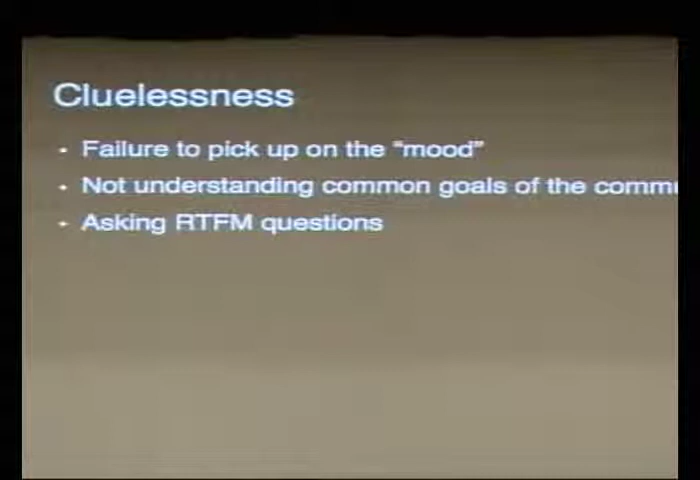 Cluelessness
• Failure to pick up on the “mood”
• Not understanding common goals of the
• Asking RTFM questions